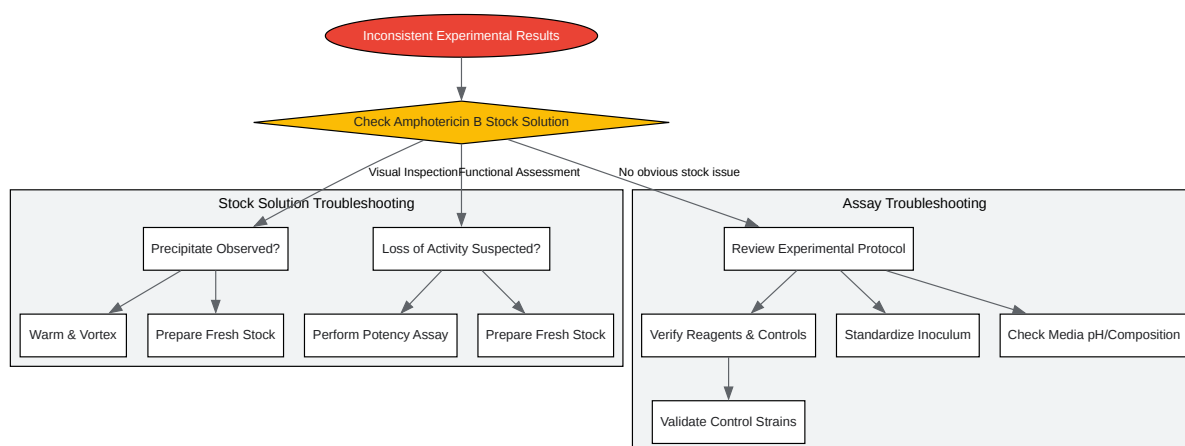 Inconsistent Experimental Results
Check Amphotericin B Stock Solution
Visual Inspection
Functional Assessment
No obvious stock issue
Stock Solution Troubleshooting
Assay Troubleshooting
Precipitate Observed?
Loss of Activity Suspected?
Review Experimental Protocol
Warm & Vortex
Prepare Fresh Stock
Perform Potency Assay
Prepare Fresh Stock
Verify Reagents & Controls
Standardize Inoculum
Check Media pH/Composition
Validate Control Strains